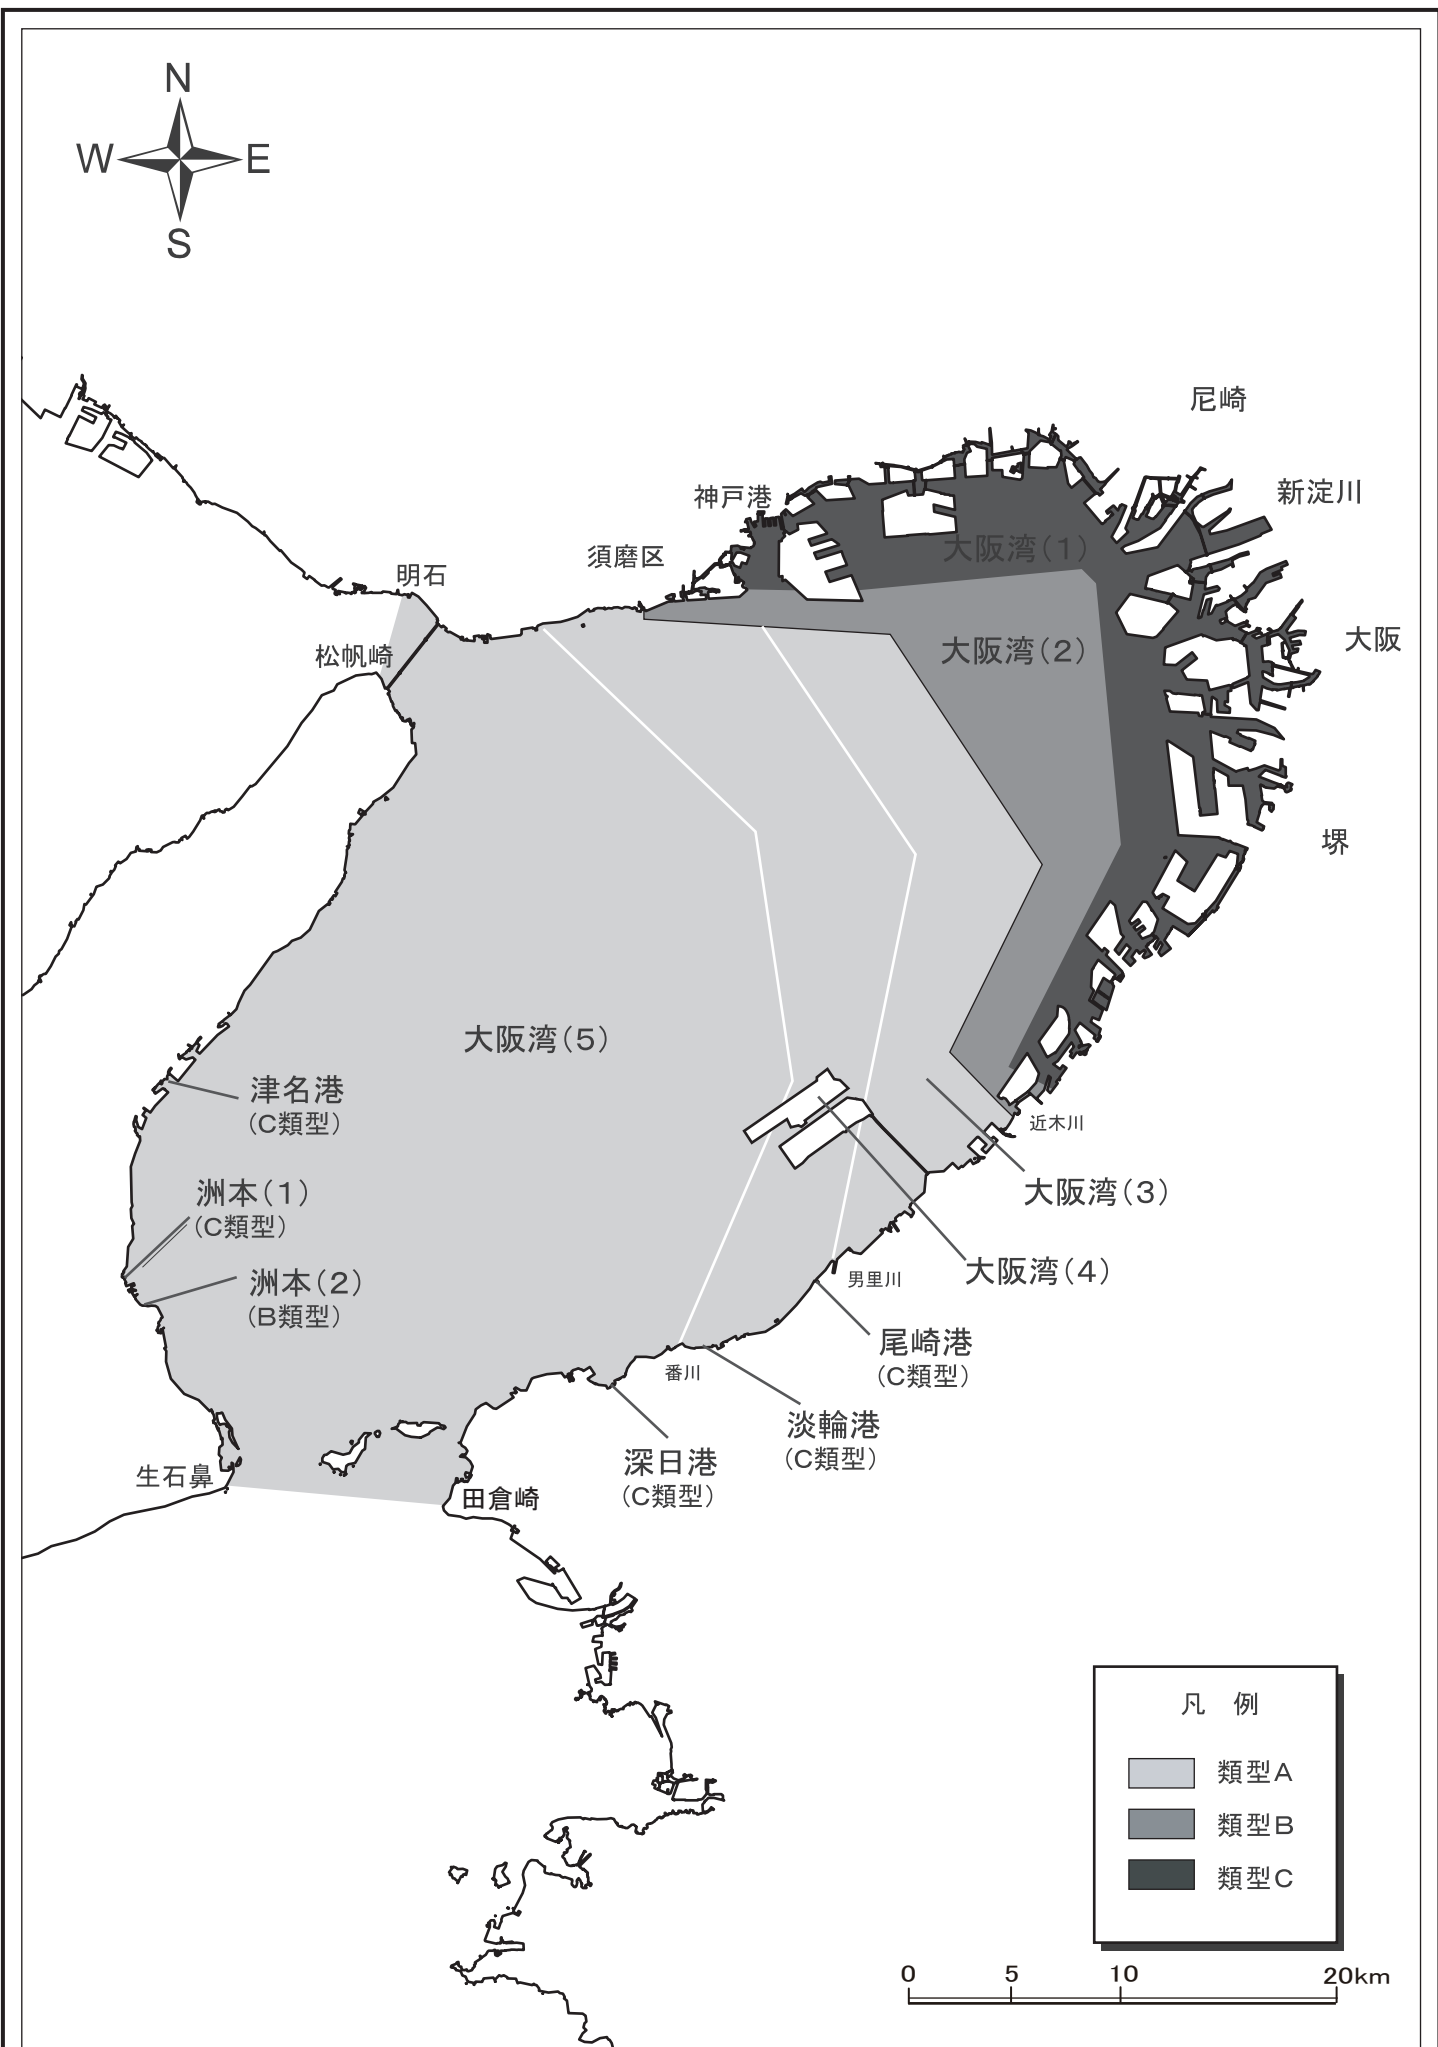 N
W
E
S
尼崎
新淀川
神戸港
大阪湾(1)
須磨区
明石
大阪
松帆崎
大阪湾(2)
堺
大阪湾(5)
津名港
(C類型)
近木川
大阪湾(3)
洲本(1)
(C類型)
大阪湾(4)
男里川
洲本(2)
(B類型)
尾崎港
(C類型)
番川
淡輪港
(C類型)
深日港
(C類型)
生石鼻
田倉崎
凡 例
類型A
類型B
類型C
0 5 10 20km